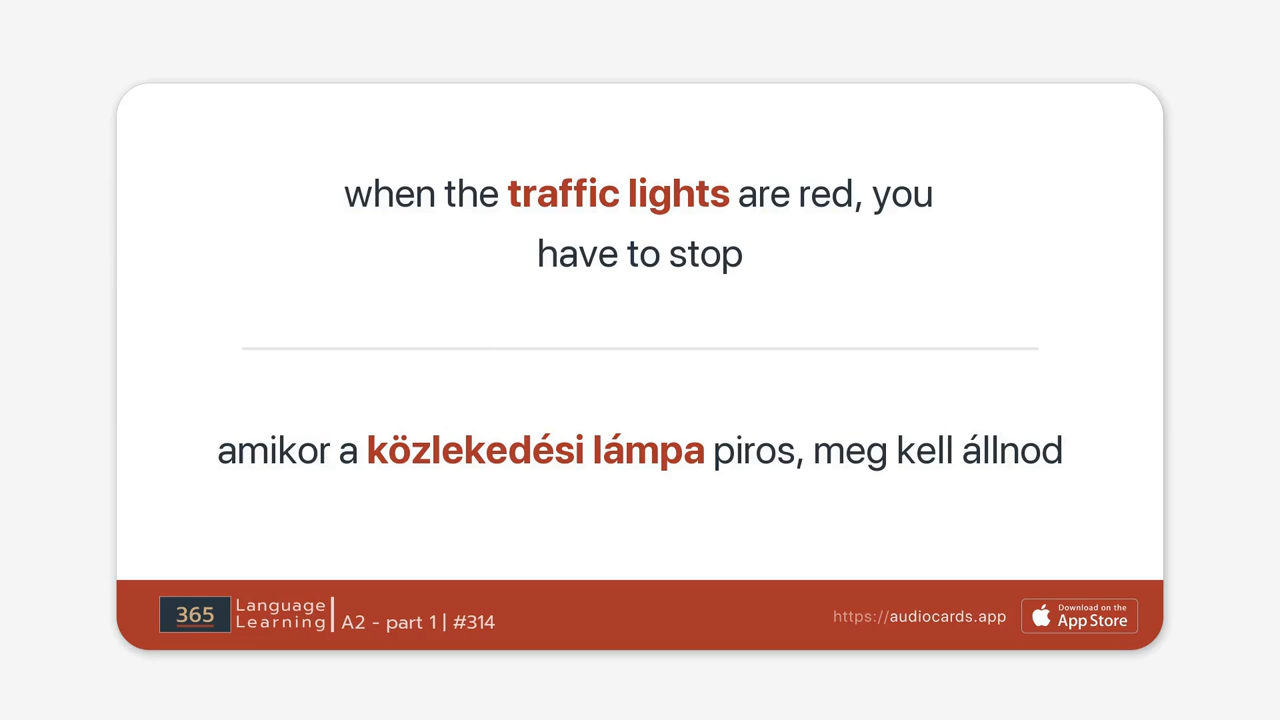 when the traffic lights are red, you
have to stop
amikor a közlekedési lámpa piros, meg kell állnod
365 Language Learning | A2 - part 1 | #314
https://audiocards.app
Download on the
App Store